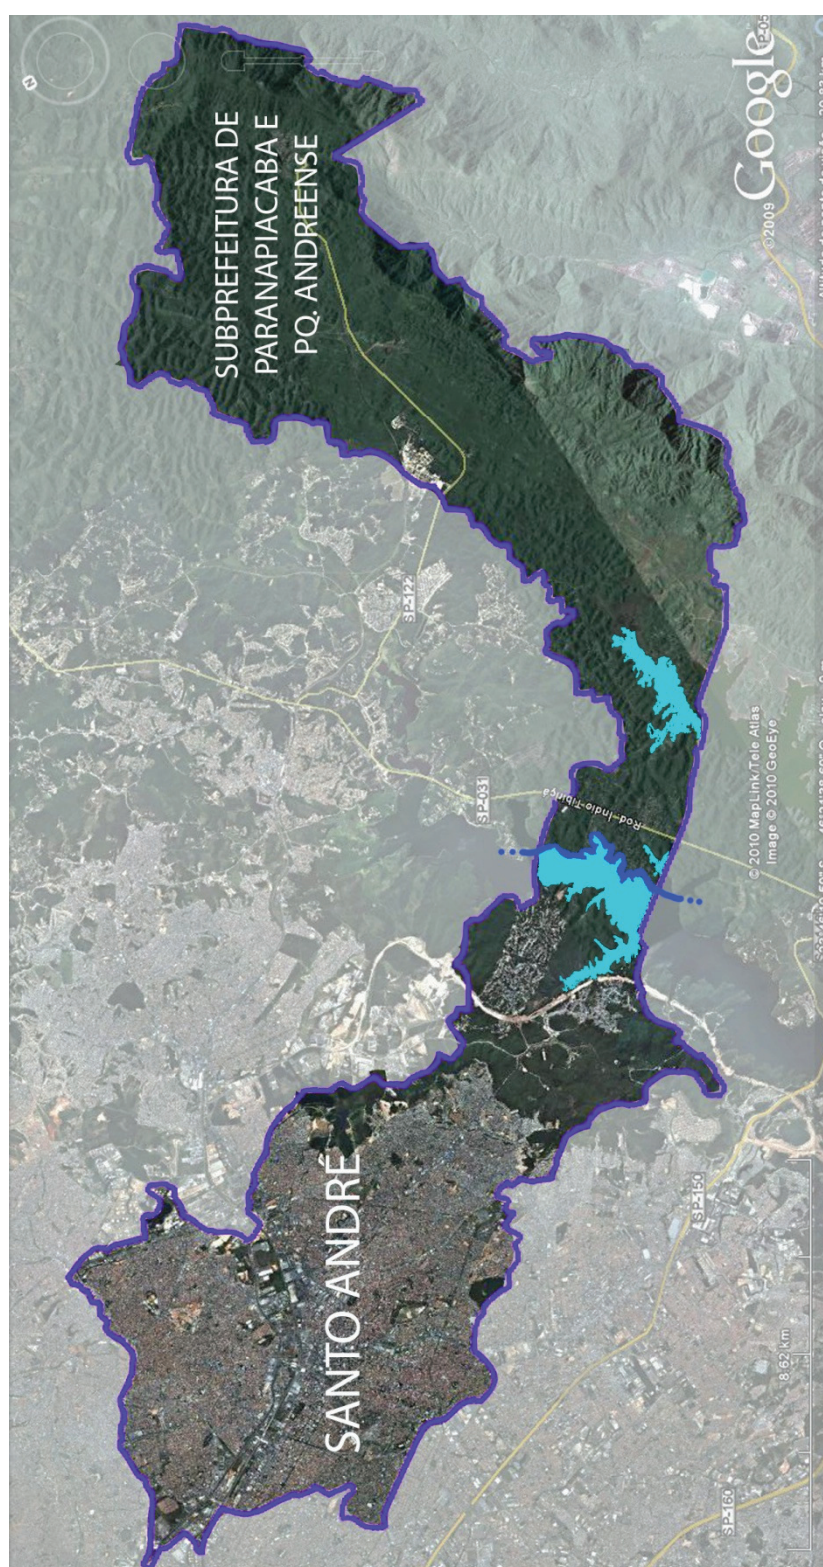 SUBPREFEITURA DE
PARANAPIACABA E
PQ. ANDREENSE
SANTO ANDRÉ
SP-122
SP-031
Rod Índio Tibiriçá
SP-150
SP-160
8.62 km
© 2010 MapLink/Tele Atlas
Image © 2010 GeoEye
©2009 Google
N